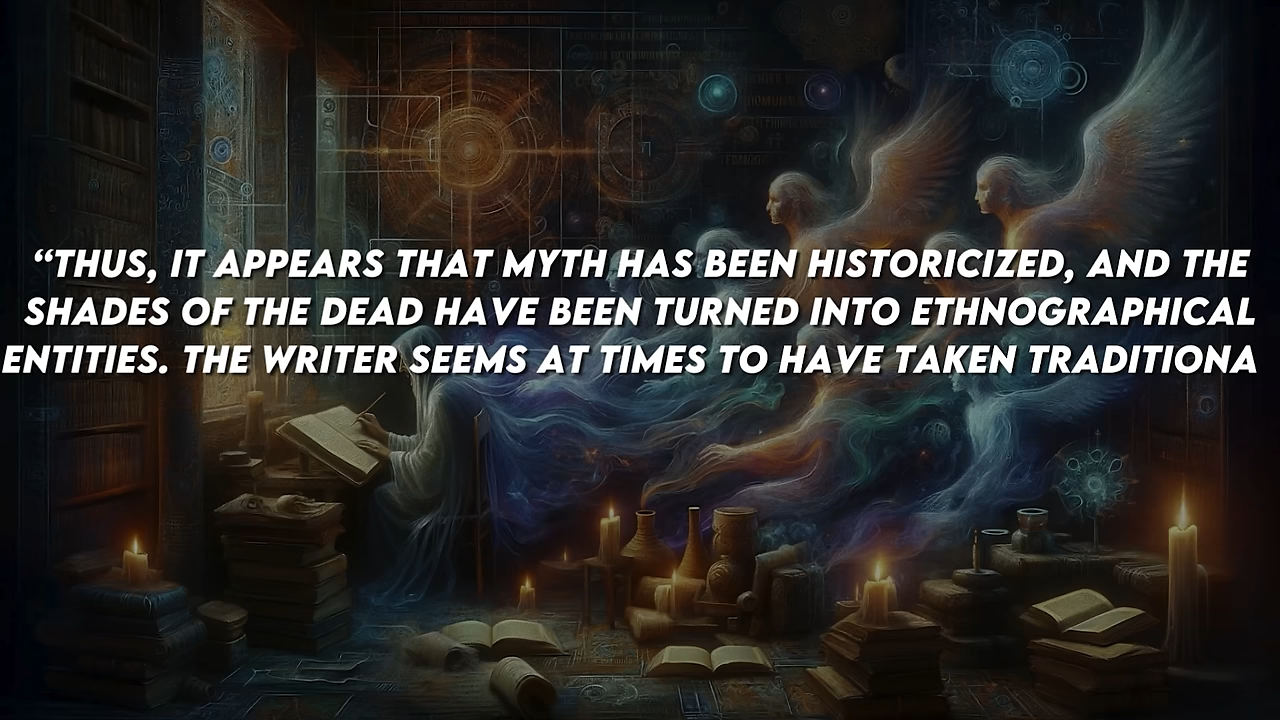 “THUS, IT APPEARS THAT MYTH HAS BEEN HISTORICIZED, AND THE
SHADES OF THE DEAD HAVE BEEN TURNED INTO ETHNOGRAPHICAL
ENTITIES. THE WRITER SEEMS AT TIMES TO HAVE TAKEN TRADITIONA